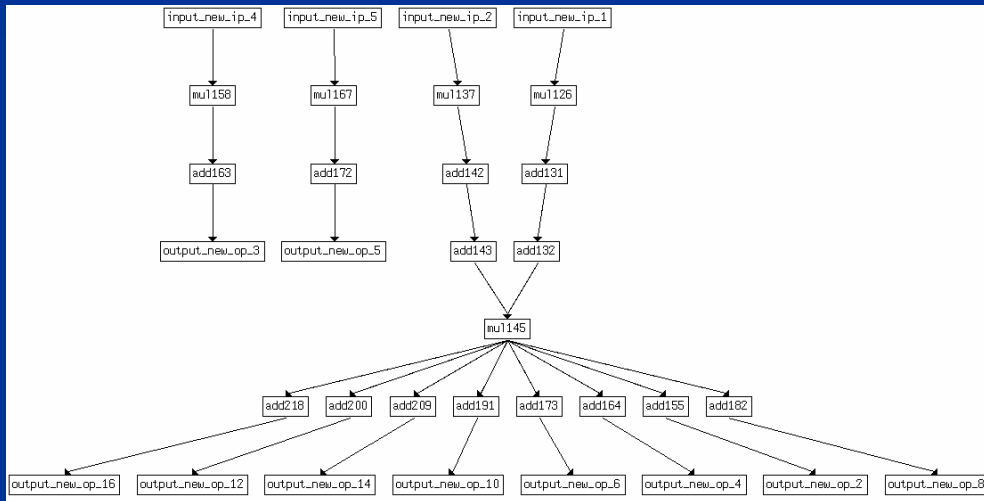 input_new_ip_4 input_new_ip_5 input_new_ip_2 input_new_ip_1
mul158 mul167 mul137 mul126
add163 add172 add142 add131
output_new_op_3 output_new_op_5 add143 add132
mul145
add218 add200 add209 add191 add173 add164 add155 add182
output_new_op_16 output_new_op_12 output_new_op_14 output_new_op_10 output_new_op_6 output_new_op_4 output_new_op_2 output_new_op_8